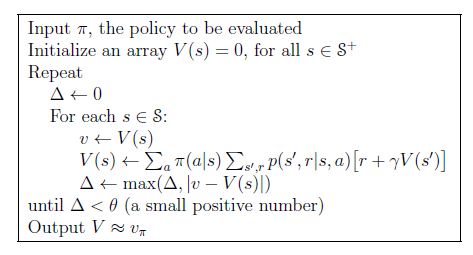 Input π, the policy to be evaluated
Initialize an array V(s) = 0, for all s ∈ 𝒮⁺
Repeat
Δ ← 0
For each s ∈ 𝒮:
v ← V(s)
V(s) ← ∑ₐ π(a|s) ∑ₛ′,ᵣ p(s′, r|s, a)[r + γV(s′)]
Δ ← max(Δ, |v − V(s)|)
until Δ < θ (a small positive number)
Output V ≈ v_π